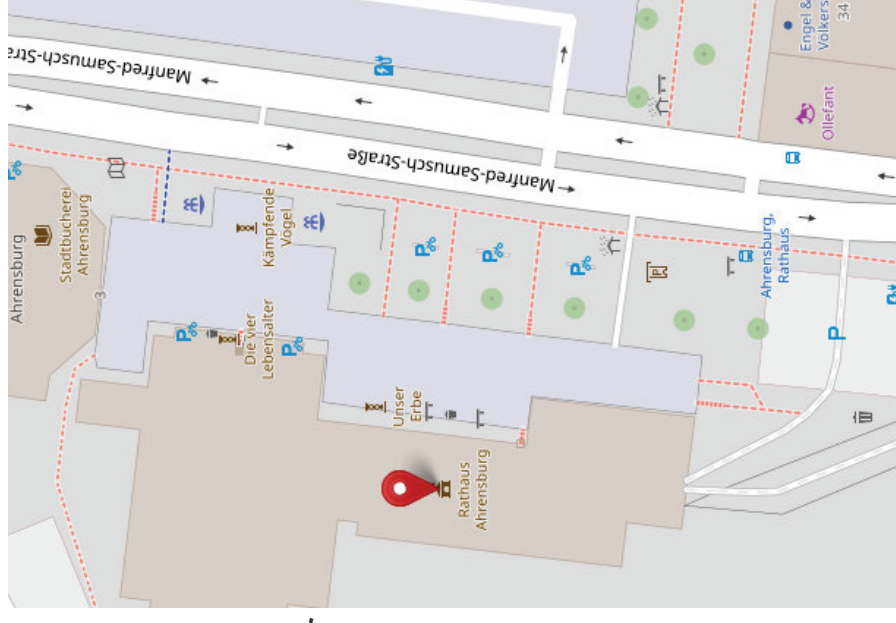 Manfred-Samusch-Stra
Manfred-Samusch-Straße
Engel &
Völkers
34
Ollefant
Ahrensburg
Stadtbücherei
Ahrensburg
3
Kämpfende
Vögel
Die vier
Lebensalter
Unser
Erbe
Rathaus
Ahrensburg
Ahrensburg,
Rathaus
P
P
P
P
P
P
P